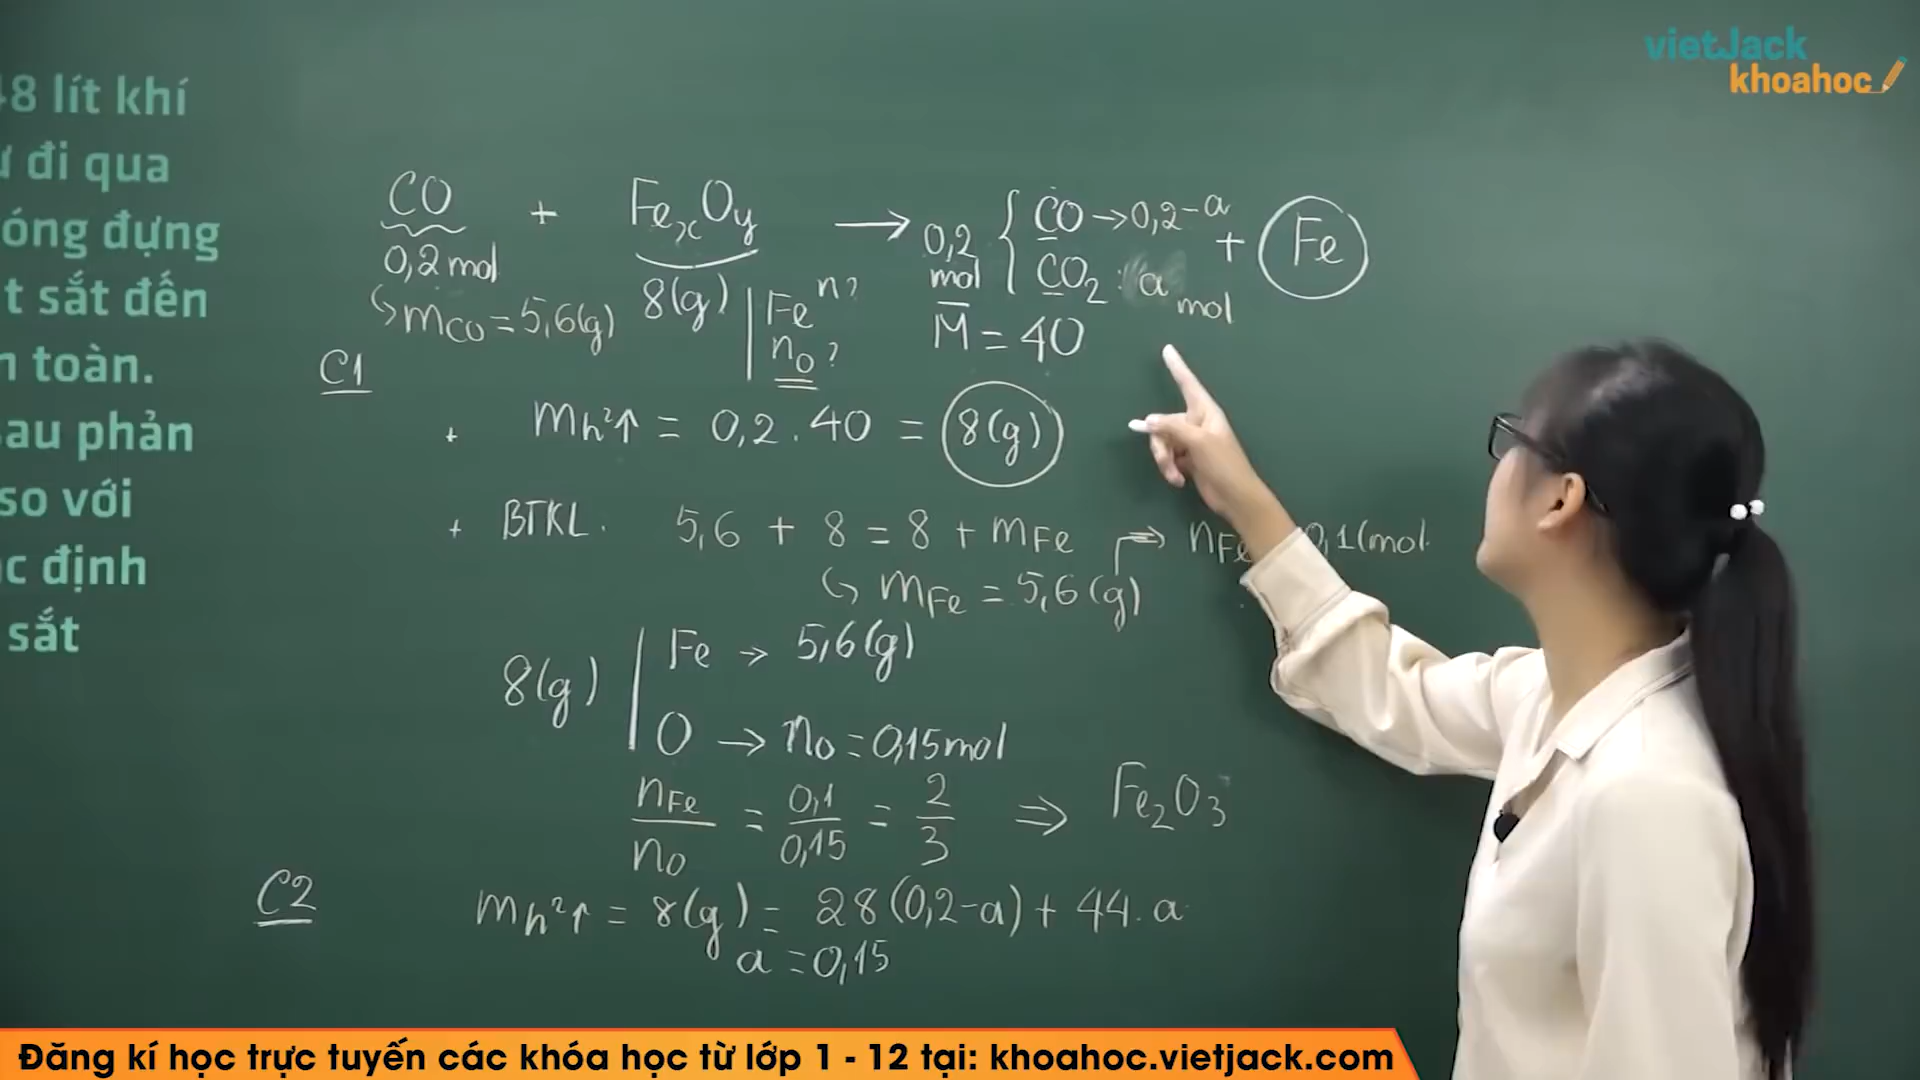 vietJack
khoahoc
48 lít khí
đi qua
óng đựng
t sắt đến
n toàn.
sau phản
so với
c định
sắt
CO + FexOy → 0,2 mol { CO → 0,2-a + Fe
CO2 : a mol
0,2 mol
8(g) | Fe n?
nO ?
↪ mCO = 5,6(g)
M̅ = 40
C1
+ mh²↑ = 0,2 . 40 = 8(g)
+ BTKL. 5,6 + 8 = 8 + mFe
↪ mFe = 5,6(g) ⇒ nFe 0,1(mol
8(g) | Fe → 5,6(g)
O → nO = 0,15mol
nFe/nO = 0,1/0,15 = 2/3 ⇒ Fe2O3
C2
mh²↑ = 8(g) = 28(0,2-a) + 44.a
a = 0,15
Đăng kí học trực tuyến các khóa học từ lớp 1 - 12 tại: khoahoc.vietjack.com